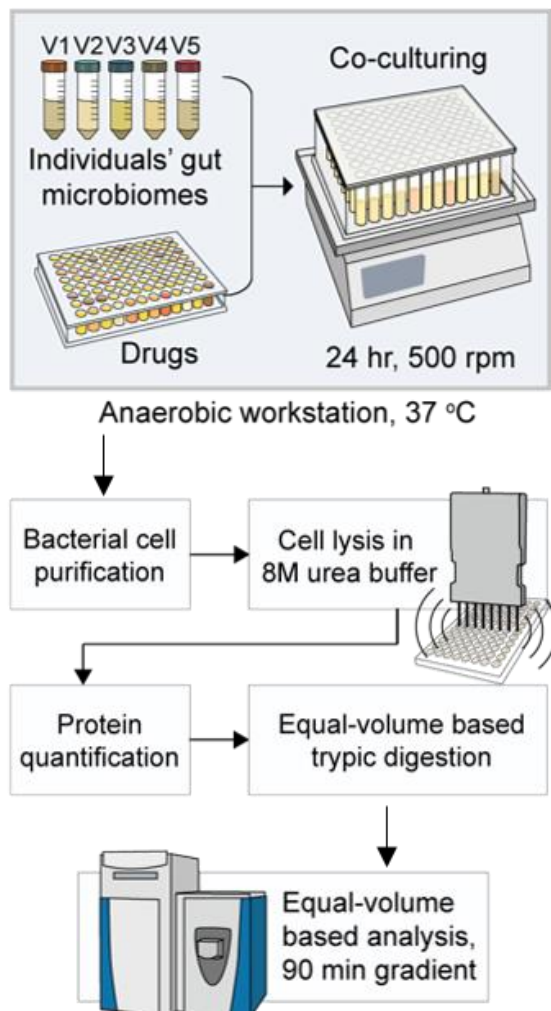 V1 V2 V3 V4 V5
Individuals' gut
microbiomes
Drugs
Co-culturing
24 hr, 500 rpm
Anaerobic workstation, 37 °C
Bacterial cell
purification
Cell lysis in
8M urea buffer
Protein
quantification
Equal-volume based
trypic digestion
Equal-volume
based analysis,
90 min gradient